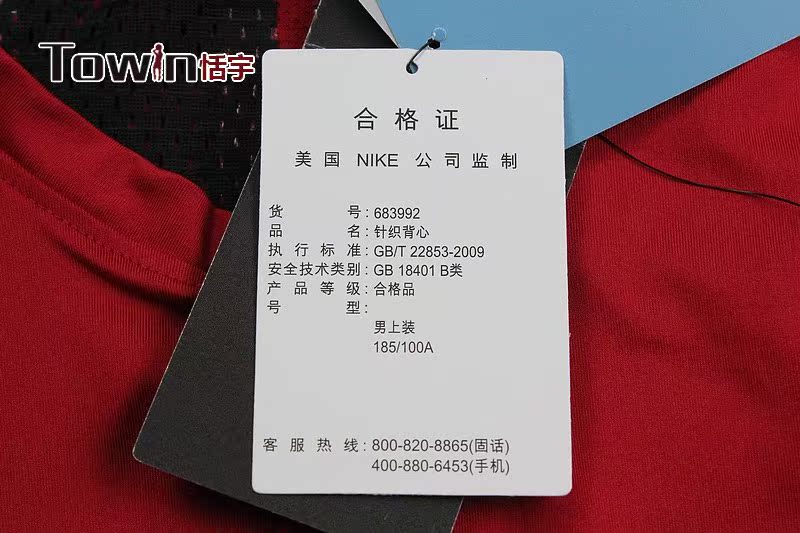 Towin恬宇
合格证
美国 NIKE 公司监制
货号: 683992
品名: 针织背心
执行标准: GB/T 22853-2009
安全技术类别: GB 18401 B类
产品等级: 合格品
号型:
男上装
185/100A
客服热线: 800-820-8865(固话)
400-880-6453(手机)